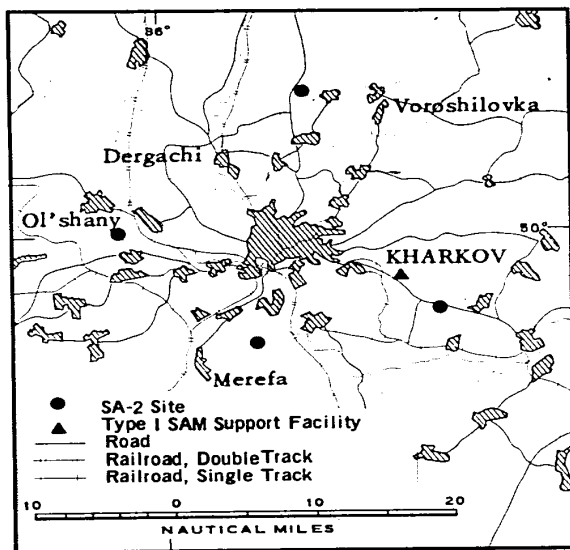 36°
Voroshilovka
Dergachi
Ol'shany
50°
KHARKOV
Merefa
SA-2 Site
Type I SAM Support Facility
Road
Railroad, Double Track
Railroad, Single Track
10 0 10 20
NAUTICAL MILES